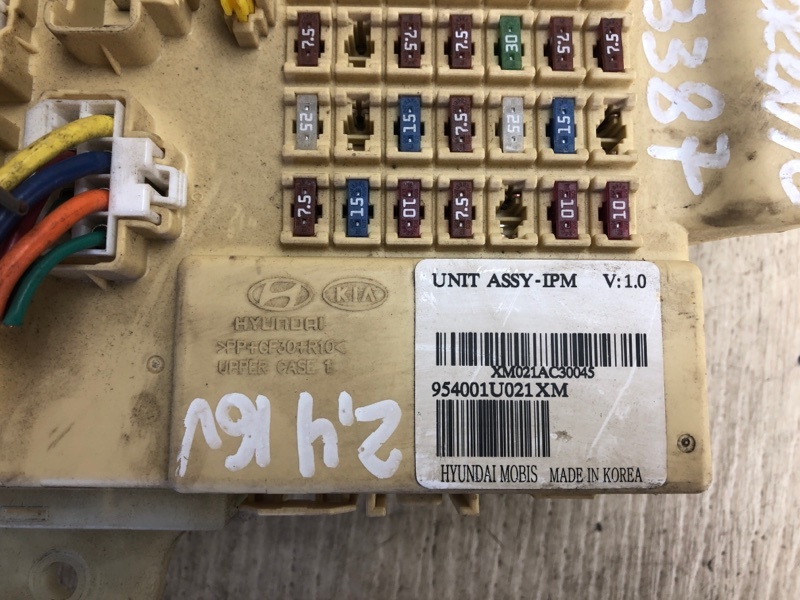 7.5 7.5 7.5 30 7.5 7.5
25 15 7.5 25 15
7.5 15 10 7.5 10 10
3387
HYUNDAI KIA
>PP+GF30+R10<
UPPER CASE 1
2,4 16V
UNIT ASSY-IPM V: 1.0
XM021AC30045
954001U021XM
HYUNDAI MOBIS MADE IN KOREA